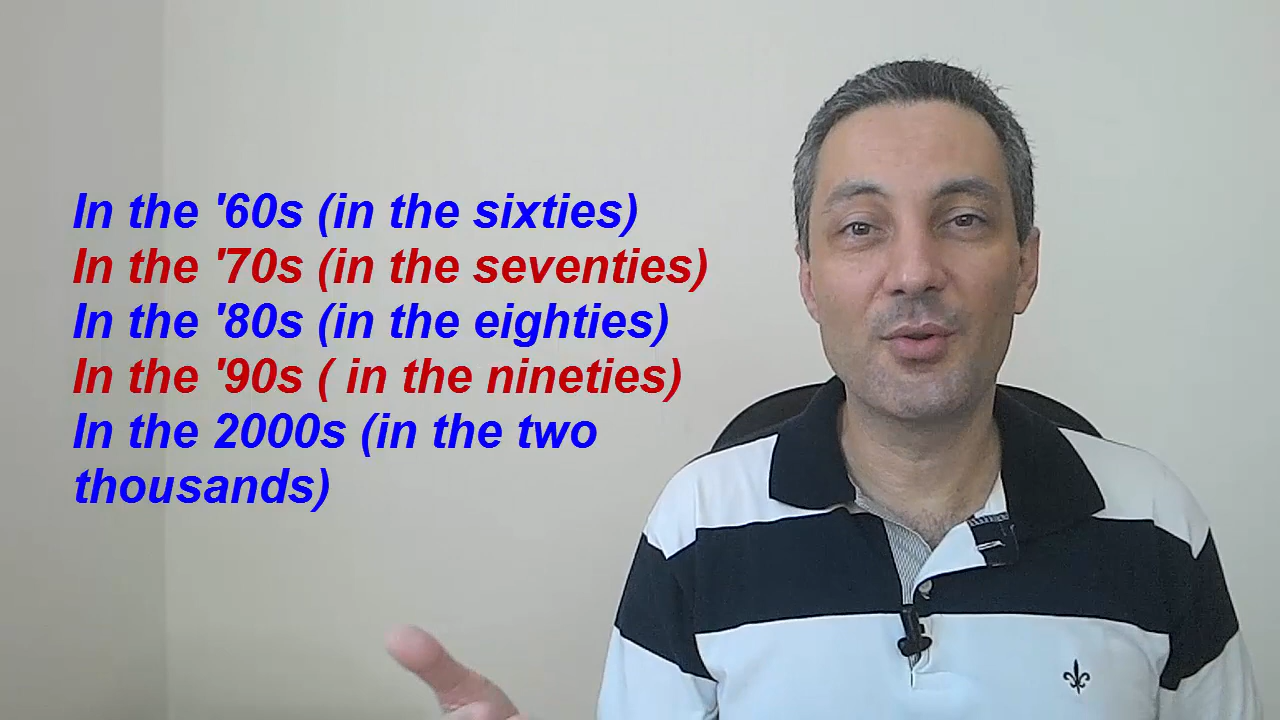 In the '60s (in the sixties)
In the '70s (in the seventies)
In the '80s (in the eighties)
In the '90s ( in the nineties)
In the 2000s (in the two
thousands)